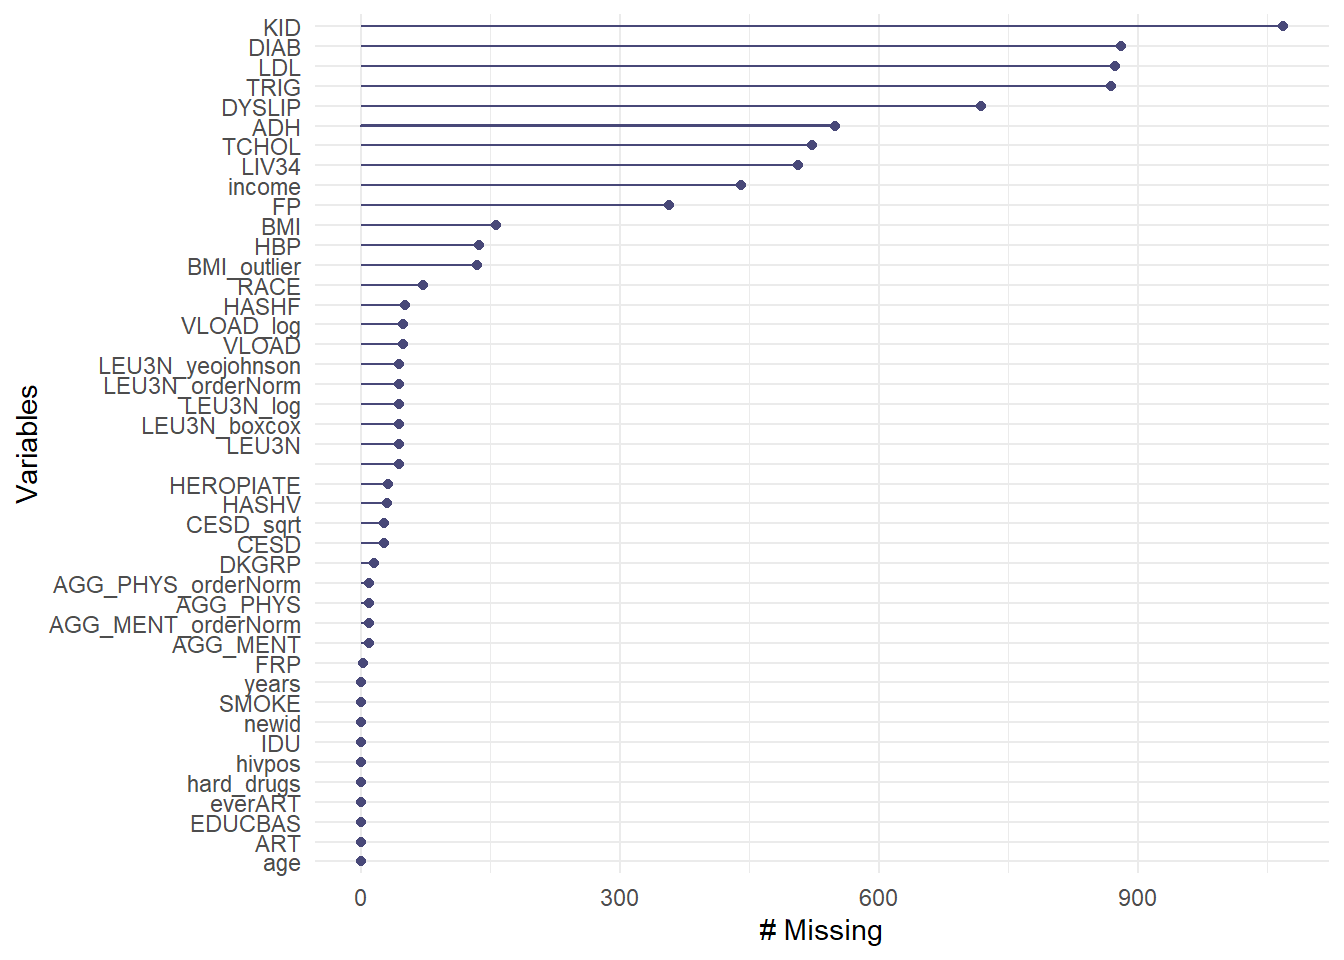 KID
DIAB
LDL
TRIG
DYSLIP
ADH
TCHOL
LIV34
income
FP
BMI
HBP
BMI_outlier
RACE
HASHF
VLOAD_log
VLOAD
LEU3N_yeojohnson
LEU3N_orderNorm
LEU3N_log
LEU3N_boxcox
LEU3N
HEROPIATE
HASHV
CESD_sqrt
CESD
DKGRP
AGG_PHYS_orderNorm
AGG_PHYS
AGG_MENT_orderNorm
AGG_MENT
FRP
years
SMOKE
newid
IDU
hivpos
hard_drugs
everART
EDUCBAS
ART
age
Variables
0 300 600 900
# Missing